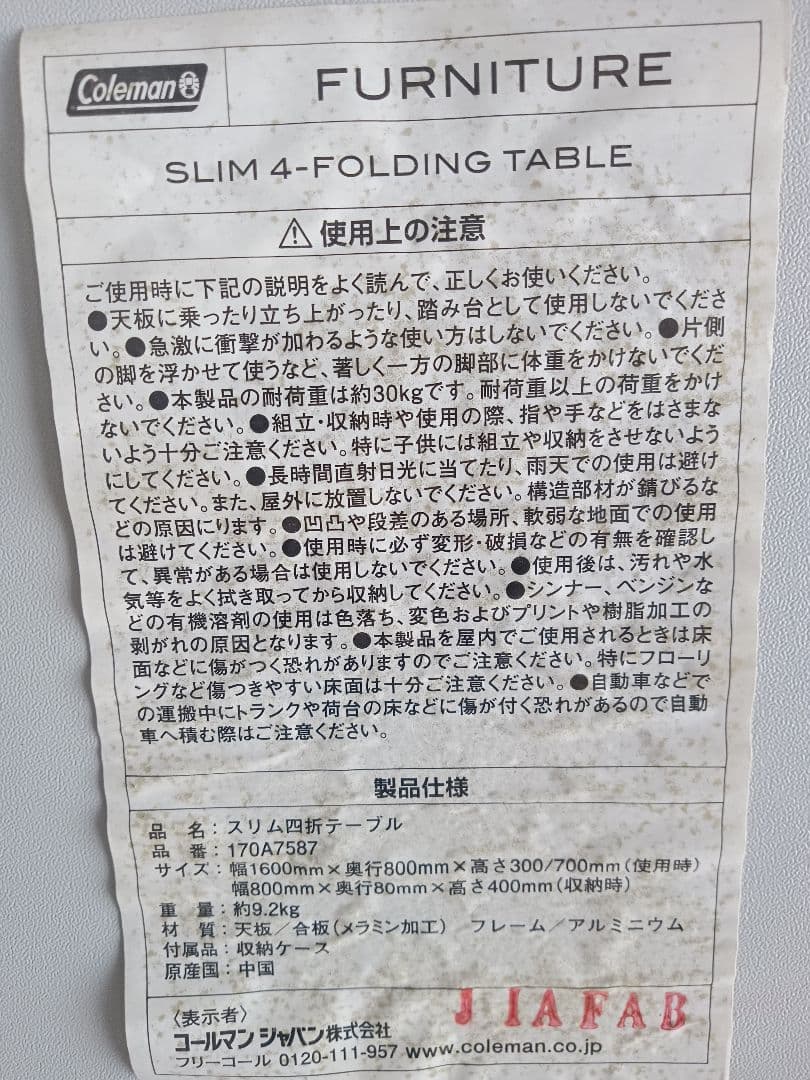 Coleman
FURNITURE
SLIM 4-FOLDING TABLE
⚠使用上の注意
ご使用時に下記の説明をよく読んで、正しくお使いください。
●天板に乗ったり立ち上がったり、踏み台として使用しないでくださ
い。●急激に衝撃が加わるような使い方はしないでください。●片側
の脚を浮かせて使うなど、著しく一方の脚部に体重をかけないでくだ
さい。●本製品の耐荷重は約30kgです。耐荷重以上の荷重をかけ
ないでください。●組立・収納時や使用の際、指や手などをはさまな
いよう十分ご注意ください。特に子供には組立や収納をさせないよう
にしてください。●長時間直射日光に当てたり、雨天での使用は避け
てください。また、屋外に放置しないでください。構造部材が錆びるな
どの原因にります。●凹凸や段差のある場所、軟弱な地面での使用
は避けてください。●使用時に必ず変形・破損などの有無を確認し
て、異常がある場合は使用しないでください。●使用後は、汚れや水
気等をよく拭き取ってから収納してください。●シンナー、ベンジンな
どの有機溶剤の使用は色落ち、変色およびプリントや樹脂加工の
剥がれの原因となります。●本製品を屋内でご使用されるときは床
面などに傷がつく恐れがありますのでご注意ください。特にフローリ
ングなど傷つきやすい床面は十分ご注意ください。●自動車などで
の運搬中にトランクや荷台の床などに傷が付く恐れがあるので自動
車へ積む際はご注意ください。
製品仕様
品 名：スリム四折テーブル
品 番：170A7587
サイズ：幅1600mm×奥行800mm×高さ300/700mm（使用時）
幅800mm×奥行80mm×高さ400mm（収納時）
重 量：約9.2kg
材 質：天板／合板（メラミン加工） フレーム／アルミニウム
付属品：収納ケース
原産国：中国
〈表示者〉
コールマン ジャパン株式会社
フリーコール 0120-111-957 www.coleman.co.jp
J IAFAB